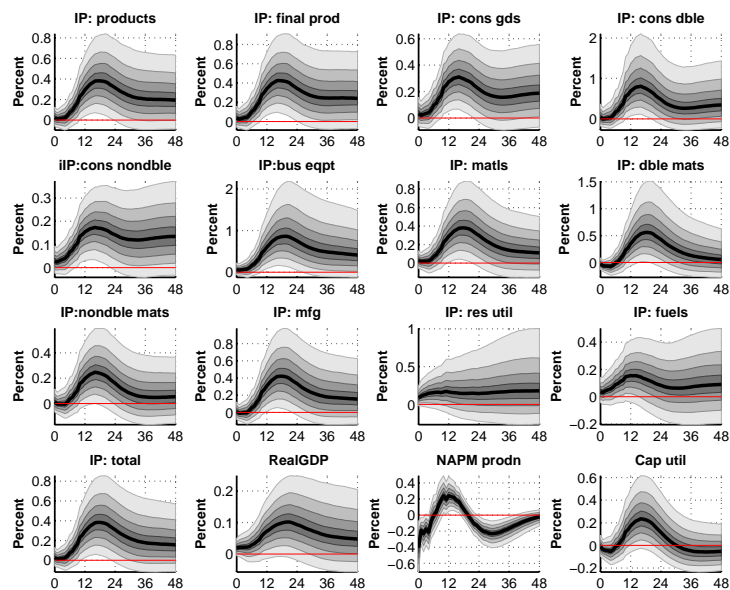 IP: products IP: final prod IP: cons gds IP: cons dble
Percent 0 0.2 0.4 0.6 0.8 0 12 24 36 48
Percent 0 0.2 0.4 0.6 0.8 0 12 24 36 48
Percent 0 0.2 0.4 0.6 0 12 24 36 48
Percent 0 1 2 0 12 24 36 48
iIP:cons nondble IP:bus eqpt IP: matls IP: dble mats
Percent 0 0.1 0.2 0.3 0 12 24 36 48
Percent 0 1 2 0 12 24 36 48
Percent 0 0.2 0.4 0.6 0.8 0 12 24 36 48
Percent 0 0.5 1 1.5 0 12 24 36 48
IP:nondble mats IP: mfg IP: res util IP: fuels
Percent 0 0.2 0.4 0 12 24 36 48
Percent 0 0.2 0.4 0.6 0.8 0 12 24 36 48
Percent 0 0.5 1 0 12 24 36 48
Percent −0.2 0 0.2 0.4 0 12 24 36 48
IP: total RealGDP NAPM prodn Cap util
Percent 0 0.2 0.4 0.6 0.8 0 12 24 36 48
Percent 0 0.1 0.2 0 12 24 36 48
Percent −0.6 −0.4 −0.2 0 0.2 0.4 0 12 24 36 48
Percent −0.2 0 0.2 0.4 0.6 0 12 24 36 48